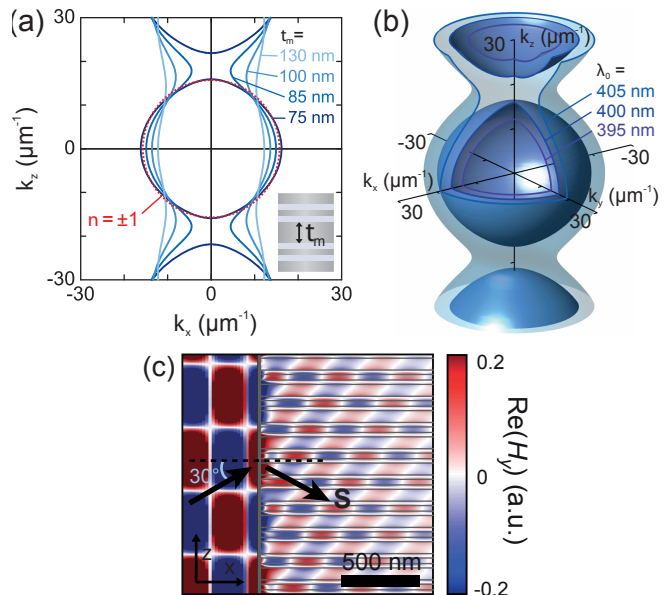 (a)
30
15
0
-15
-30
-30
0
30
k_z (µm⁻¹)
k_x (µm⁻¹)
t_m =
130 nm
100 nm
85 nm
75 nm
n = ±1
t_m
(b)
k_z (µm⁻¹)
30
λ₀ =
405 nm
400 nm
395 nm
-30
-30
k_x (µm⁻¹)
30
k_y (µm⁻¹)
30
(c)
30°
S
z
x
500 nm
0.2
0
-0.2
Re(H_y) (a.u.)